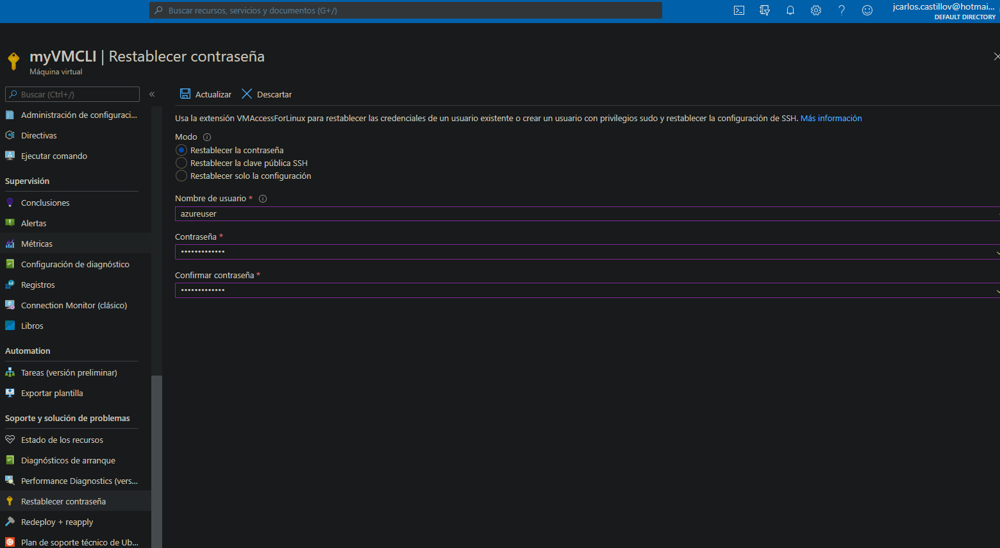 Buscar recursos, servicios y documentos (G+/)
jcarlos.castillov@hotmai...
DEFAULT DIRECTORY
myVMCLI | Restablecer contraseña
Máquina virtual
Buscar (Ctrl+/)
«
Administración de configuraci...
Directivas
Ejecutar comando
Supervisión
Conclusiones
Alertas
Métricas
Configuración de diagnóstico
Registros
Connection Monitor (clásico)
Libros
Automation
Tareas (versión preliminar)
Exportar plantilla
Soporte y solución de problemas
Estado de los recursos
Diagnósticos de arranque
Performance Diagnostics (vers...
Restablecer contraseña
Redeploy + reapply
Plan de soporte técnico de Ub...
Actualizar
Descartar
Usa la extensión VMAccessForLinux para restablecer las credenciales de un usuario existente o crear un usuario con privilegios sudo y restablecer la configuración de SSH. Más información
Modo
Restablecer la contraseña
Restablecer la clave pública SSH
Restablecer solo la configuración
Nombre de usuario *
azureuser
Contraseña *
•••••••••••••
Confirmar contraseña *
•••••••••••••